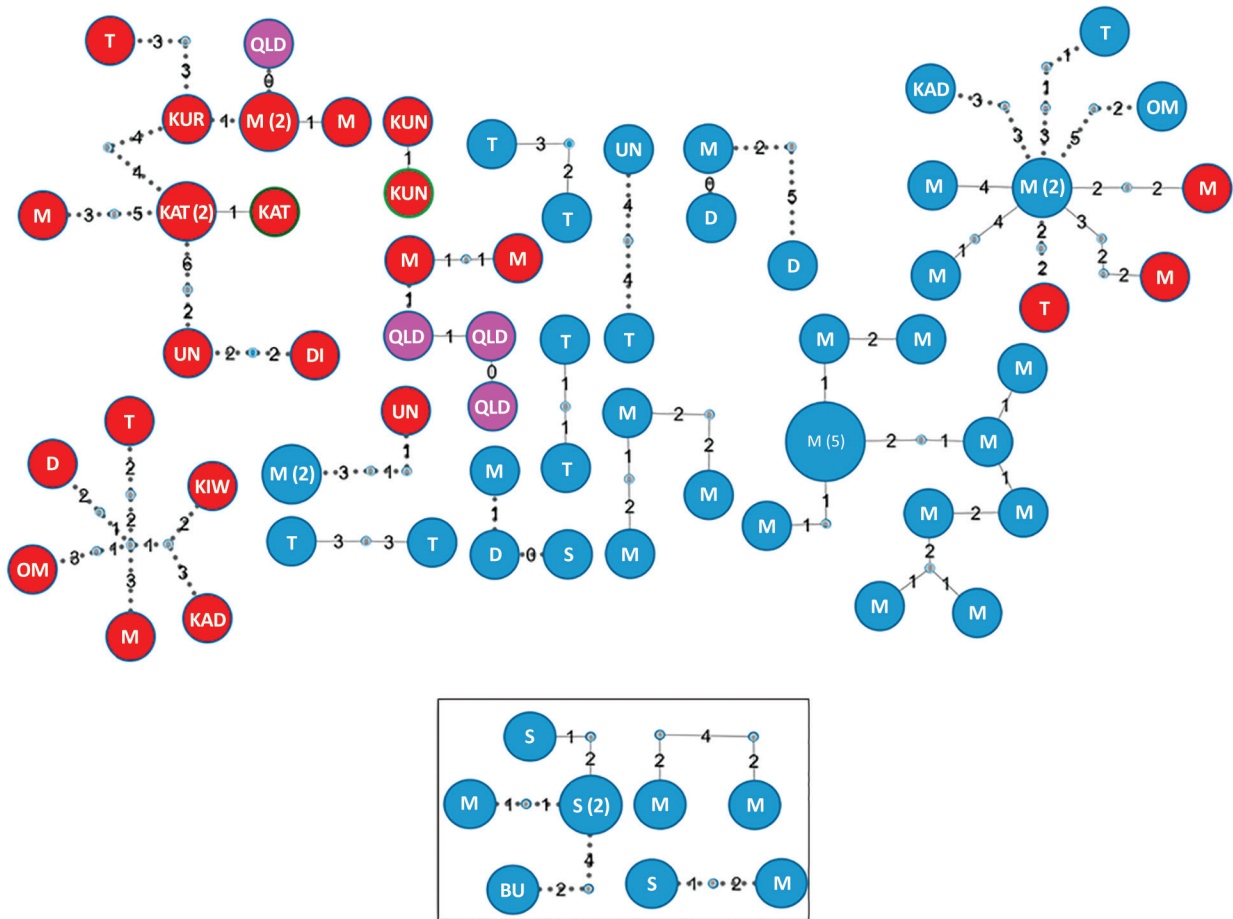 T 3 3
QLD 0
KUR 1 M (2) 1 M
4 4
KAT (2) 1 KAT
M 3 5
6 2
UN 2 2 DI
KUN 1 KUN
M 1 1 M
1
QLD 1 QLD
0
QLD
T 3 2 T
UN 4 4 T
M 2 5 D
0
D
T 1 1 T
M 2 2 M
1 2
M
UN 1
M (2) 3 1
T 3 3 T
M 1
D 0 S
T 2 2
D 2 1
KIW 2 1
OM 3 1
3 KAD
3
M
T 1 1 3
KAD 3 3
OM 2 5
M 4 M (2) 2 2 M
M 1 4
2 2 T
3 2 2 M
M 2 M
1
M (5) 2 1 M
1 M
1 M
M 2
M 1 1
2
M 1 1 M
S 1 2
M 1 1 S (2)
4
BU 2
4
2 2
M M
S 1 2 M